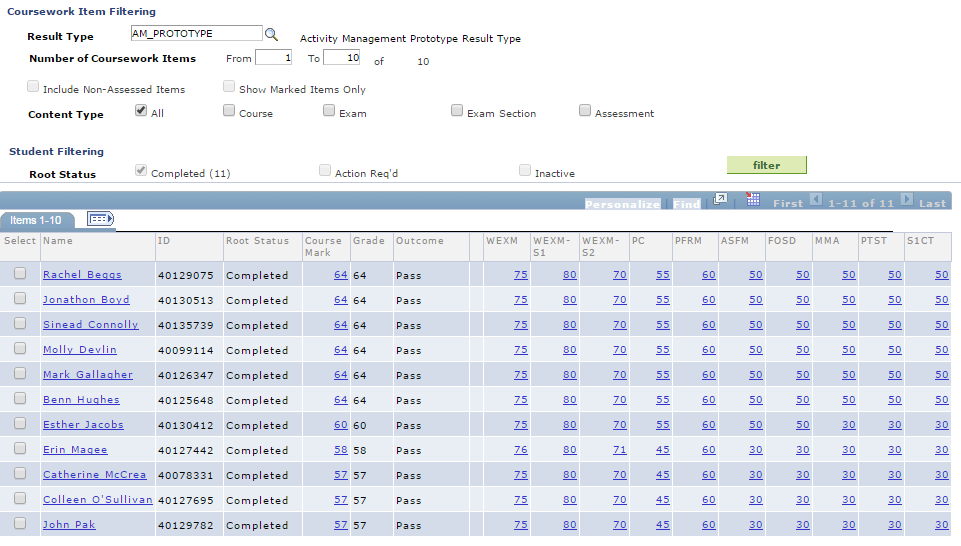 Coursework Item Filtering
Result Type AM_PROTOTYPE Activity Management Prototype Result Type
Number of Coursework Items From 1 To 10 of 10
Include Non-Assessed Items Show Marked Items Only
Content Type All Course Exam Exam Section Assessment
Student Filtering
Root Status Completed (11) Action Req'd Inactive filter
Personalize | Find | | First 1-11 of 11 Last
Items 1-10
Select Name ID Root Status Course Mark Grade Outcome WEXM WEXM-S1 WEXM-S2 PC PFRM ASFM FOSD MMA PTST S1CT
Rachel Beggs 40129075 Completed 64 64 Pass 75 80 70 55 60 50 50 50 50 50
Jonathon Boyd 40130513 Completed 64 64 Pass 75 80 70 55 60 50 50 50 50 50
Sinead Connolly 40135739 Completed 64 64 Pass 75 80 70 55 60 50 50 50 50 50
Molly Devlin 40099114 Completed 64 64 Pass 75 80 70 55 60 50 50 50 50 50
Mark Gallagher 40126347 Completed 64 64 Pass 75 80 70 55 60 50 50 50 50 50
Benn Hughes 40125648 Completed 64 64 Pass 75 80 70 55 60 50 50 50 50 50
Esther Jacobs 40130412 Completed 60 60 Pass 75 80 70 55 60 50 50 30 30 30
Erin Magee 40127442 Completed 58 58 Pass 76 80 71 45 60 30 30 30 30 30
Catherine McCrea 40078331 Completed 57 57 Pass 75 80 70 45 60 30 30 30 30 30
Colleen O'Sullivan 40127695 Completed 57 57 Pass 75 80 70 45 60 30 30 30 30 30
John Pak 40129782 Completed 57 57 Pass 75 80 70 45 60 30 30 30 30 30